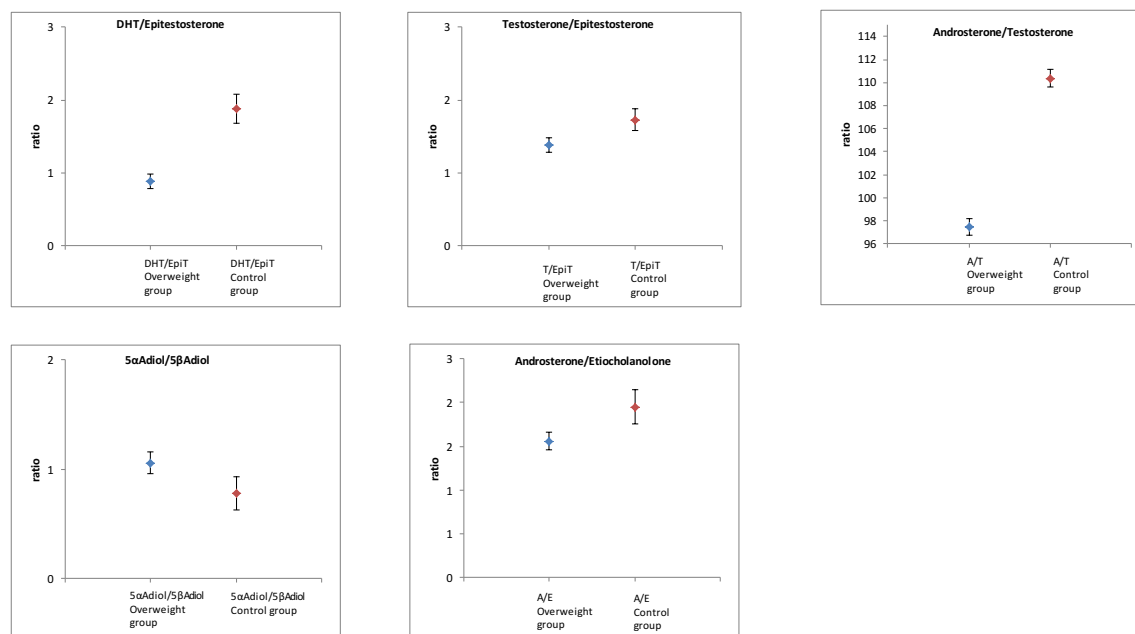 DHT/Epitestosterone
3
2
1
0
ratio
DHT/EpiT
Overweight
group
DHT/EpiT
Control
group
Testosterone/Epitestosterone
3
2
1
0
ratio
T/EpiT
Overweight
group
T/EpiT
Control
group
Androsterone/Testosterone
114
112
110
108
106
104
102
100
98
96
ratio
A/T
Overweight
group
A/T
Control
group
5αAdiol/5βAdiol
2
1
0
ratio
5αAdiol/5βAdiol
Overweight
group
5αAdiol/5βAdiol
Control group
Androsterone/Etiocholanolone
3
2
2
1
1
0
ratio
A/E
Overweight
group
A/E
Control
group